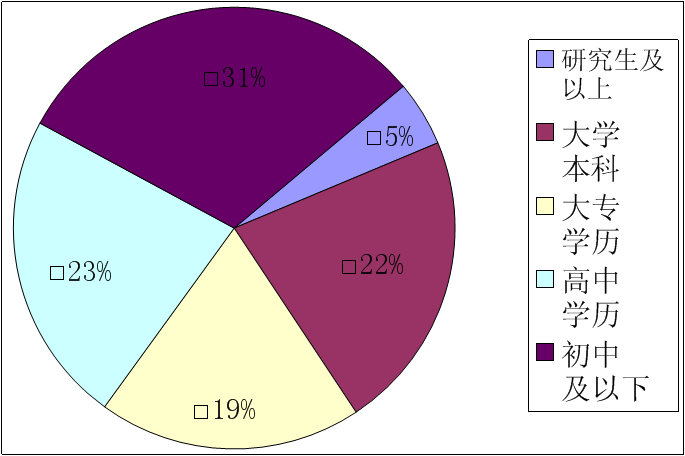 □31%
□5%
□22%
□23%
□19%
研究生及
以上
大学
本科
大专
学历
高中
学历
初中
及以下